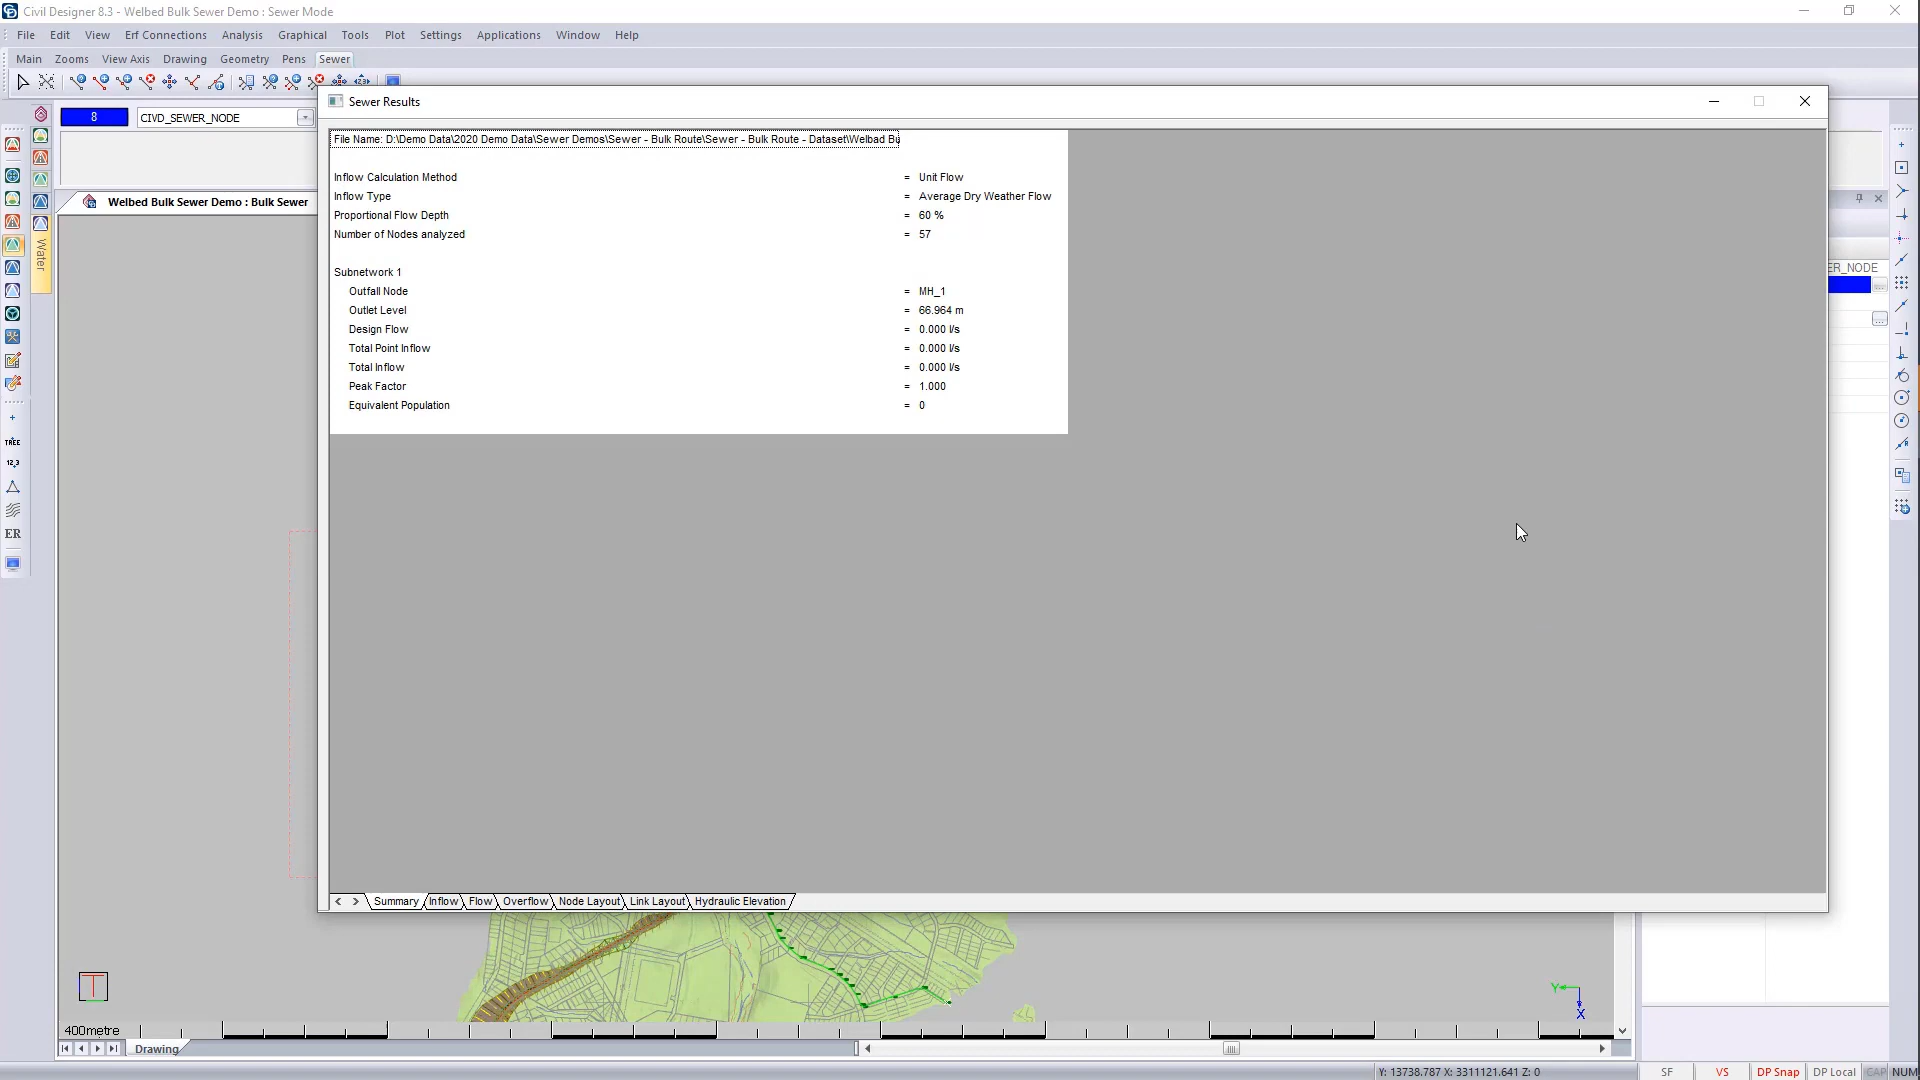 Civil Designer 8.3 - Welbed Bulk Sewer Demo : Sewer Mode
File Edit View Erf Connections Analysis Graphical Tools Plot Settings Applications Window Help
Main Zooms View Axis Drawing Geometry Pens Sewer
Sewer Results
8 CIVD_SEWER_NODE
File Name: D:\Demo Data\2020 Demo Data\Sewer Demos\Sewer - Bulk Route\Sewer - Bulk Route - Dataset\Welbad Bu
Inflow Calculation Method = Unit Flow
Inflow Type = Average Dry Weather Flow
Proportional Flow Depth = 60 %
Number of Nodes analyzed = 57
Welbed Bulk Sewer Demo : Bulk Sewer
Water
Subnetwork 1
ER_NODE
Outfall Node = MH_1
Outlet Level = 66.964 m
Design Flow = 0.000 l/s
Total Point Inflow = 0.000 l/s
Total Inflow = 0.000 l/s
Peak Factor = 1.000
Equivalent Population = 0
TREE
12,3
ER
Summary Inflow Flow Overflow Node Layout Link Layout Hydraulic Elevation
T
Y
X
400metre
Drawing
Y: 13738.787 X: 3311121.641 Z: 0 SF VS DP Snap DP Local CAP NUM